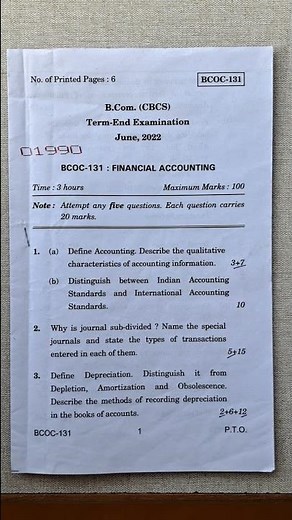 No. of Printed Pages : 6 BCOC-131
B.Com. (CBCS)
Term-End Examination
June, 2022
01990
BCOC-131 : FINANCIAL ACCOUNTING
Time : 3 hours Maximum Marks : 100
Note : Attempt any five questions. Each question carries
20 marks.
1. (a) Define Accounting. Describe the qualitative
characteristics of accounting information. 3+7
(b) Distinguish between Indian Accounting
Standards and International Accounting
Standards. 10
2. Why is journal sub-divided ? Name the special
journals and state the types of transactions
entered in each of them. 5+15
3. Define Depreciation. Distinguish it from
Depletion, Amortization and Obsolescence.
Describe the methods of recording depreciation
in the books of accounts. 2+6+12
BCOC-131 1 P.T.O.